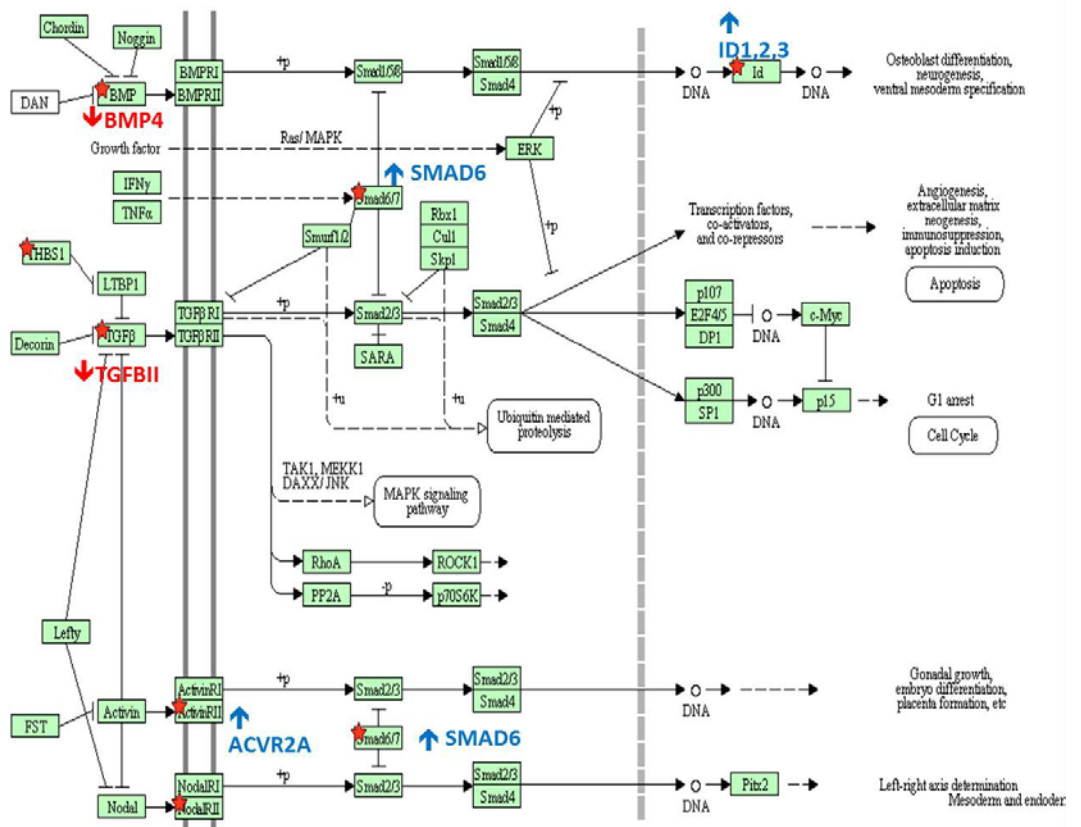 Chordin
Noggin
DAN
BMP
BMPRI
BMPRII
+p
Smad1/5/8
Smad1/5/8
Smad4
DNA
ID1,2,3
Id
DNA
Osteoblast differentiation,
neurogenesis,
ventral mesoderm specification
BMP4
Growth factor
Ras/ MAPK
ERK
+p
+p
IFNγ
TNFα
SMAD6
Smad6/7
Smurf1/2
Rbx1
Cul1
Skp1
Transcription factors,
co-activators,
and co-repressors
Angiogenesis,
extracellular matrix
neogenesis,
immunosuppression,
apoptosis induction
Apoptosis
THBS1
LTBP1
Decorin
TGFβ
TGFBII
TGFβRI
TGFβRII
+p
Smad2/3
SARA
Smad2/3
Smad4
+u
+u
Ubiquitin mediated
proteolysis
p107
E2F4/5
DP1
DNA
c-Myc
p300
SP1
DNA
p15
G1 arrest
Cell Cycle
TAK1, MEKK1
DAXX/ JNK
MAPK signaling
pathway
RhoA
ROCK1
PP2A
-p
p70S6K
Lefty
FST
Activin
ActivinRI
ActivinRII
ACVR2A
+p
Smad2/3
Smad2/3
Smad4
DNA
Gonadal growth,
embryo differentiation,
placenta formation, etc
Smad6/7
SMAD6
Nodal
NodalRI
NodalRII
+p
Smad2/3
Smad2/3
Smad4
DNA
Pitx2
Left-right axis determination
Mesoderm and endoderm